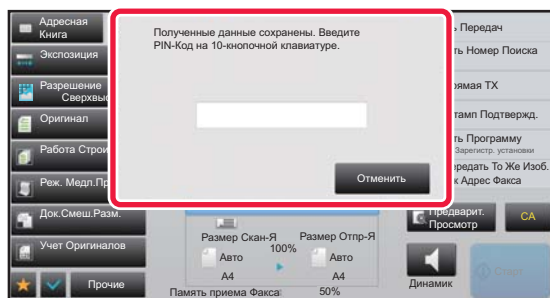 Адресная
Книга
Экспозиция
Разрешение
Сверхвыс
Оригинал
Работа Строи
Реж. Медл.Пр
Док.Смеш.Разм.
Учет Оригиналов
Прочие
Полученные данные сохранены. Введите
PIN-Код на 10-кнопочной клавиатуре.
Отменить
Размер Скан-Я
100%
Размер Отпр-Я
Авто
Авто
A4
A4
Память приема Факса:
50%
ь Передач
ть Номер Поиска
рямая TX
тамп Подтвержд.
ть Программу
Зарегистр. установки
ередать То Же Изоб.
к Адрес Факса
Предварит.
Просмотр
CA
Динамик
Старт